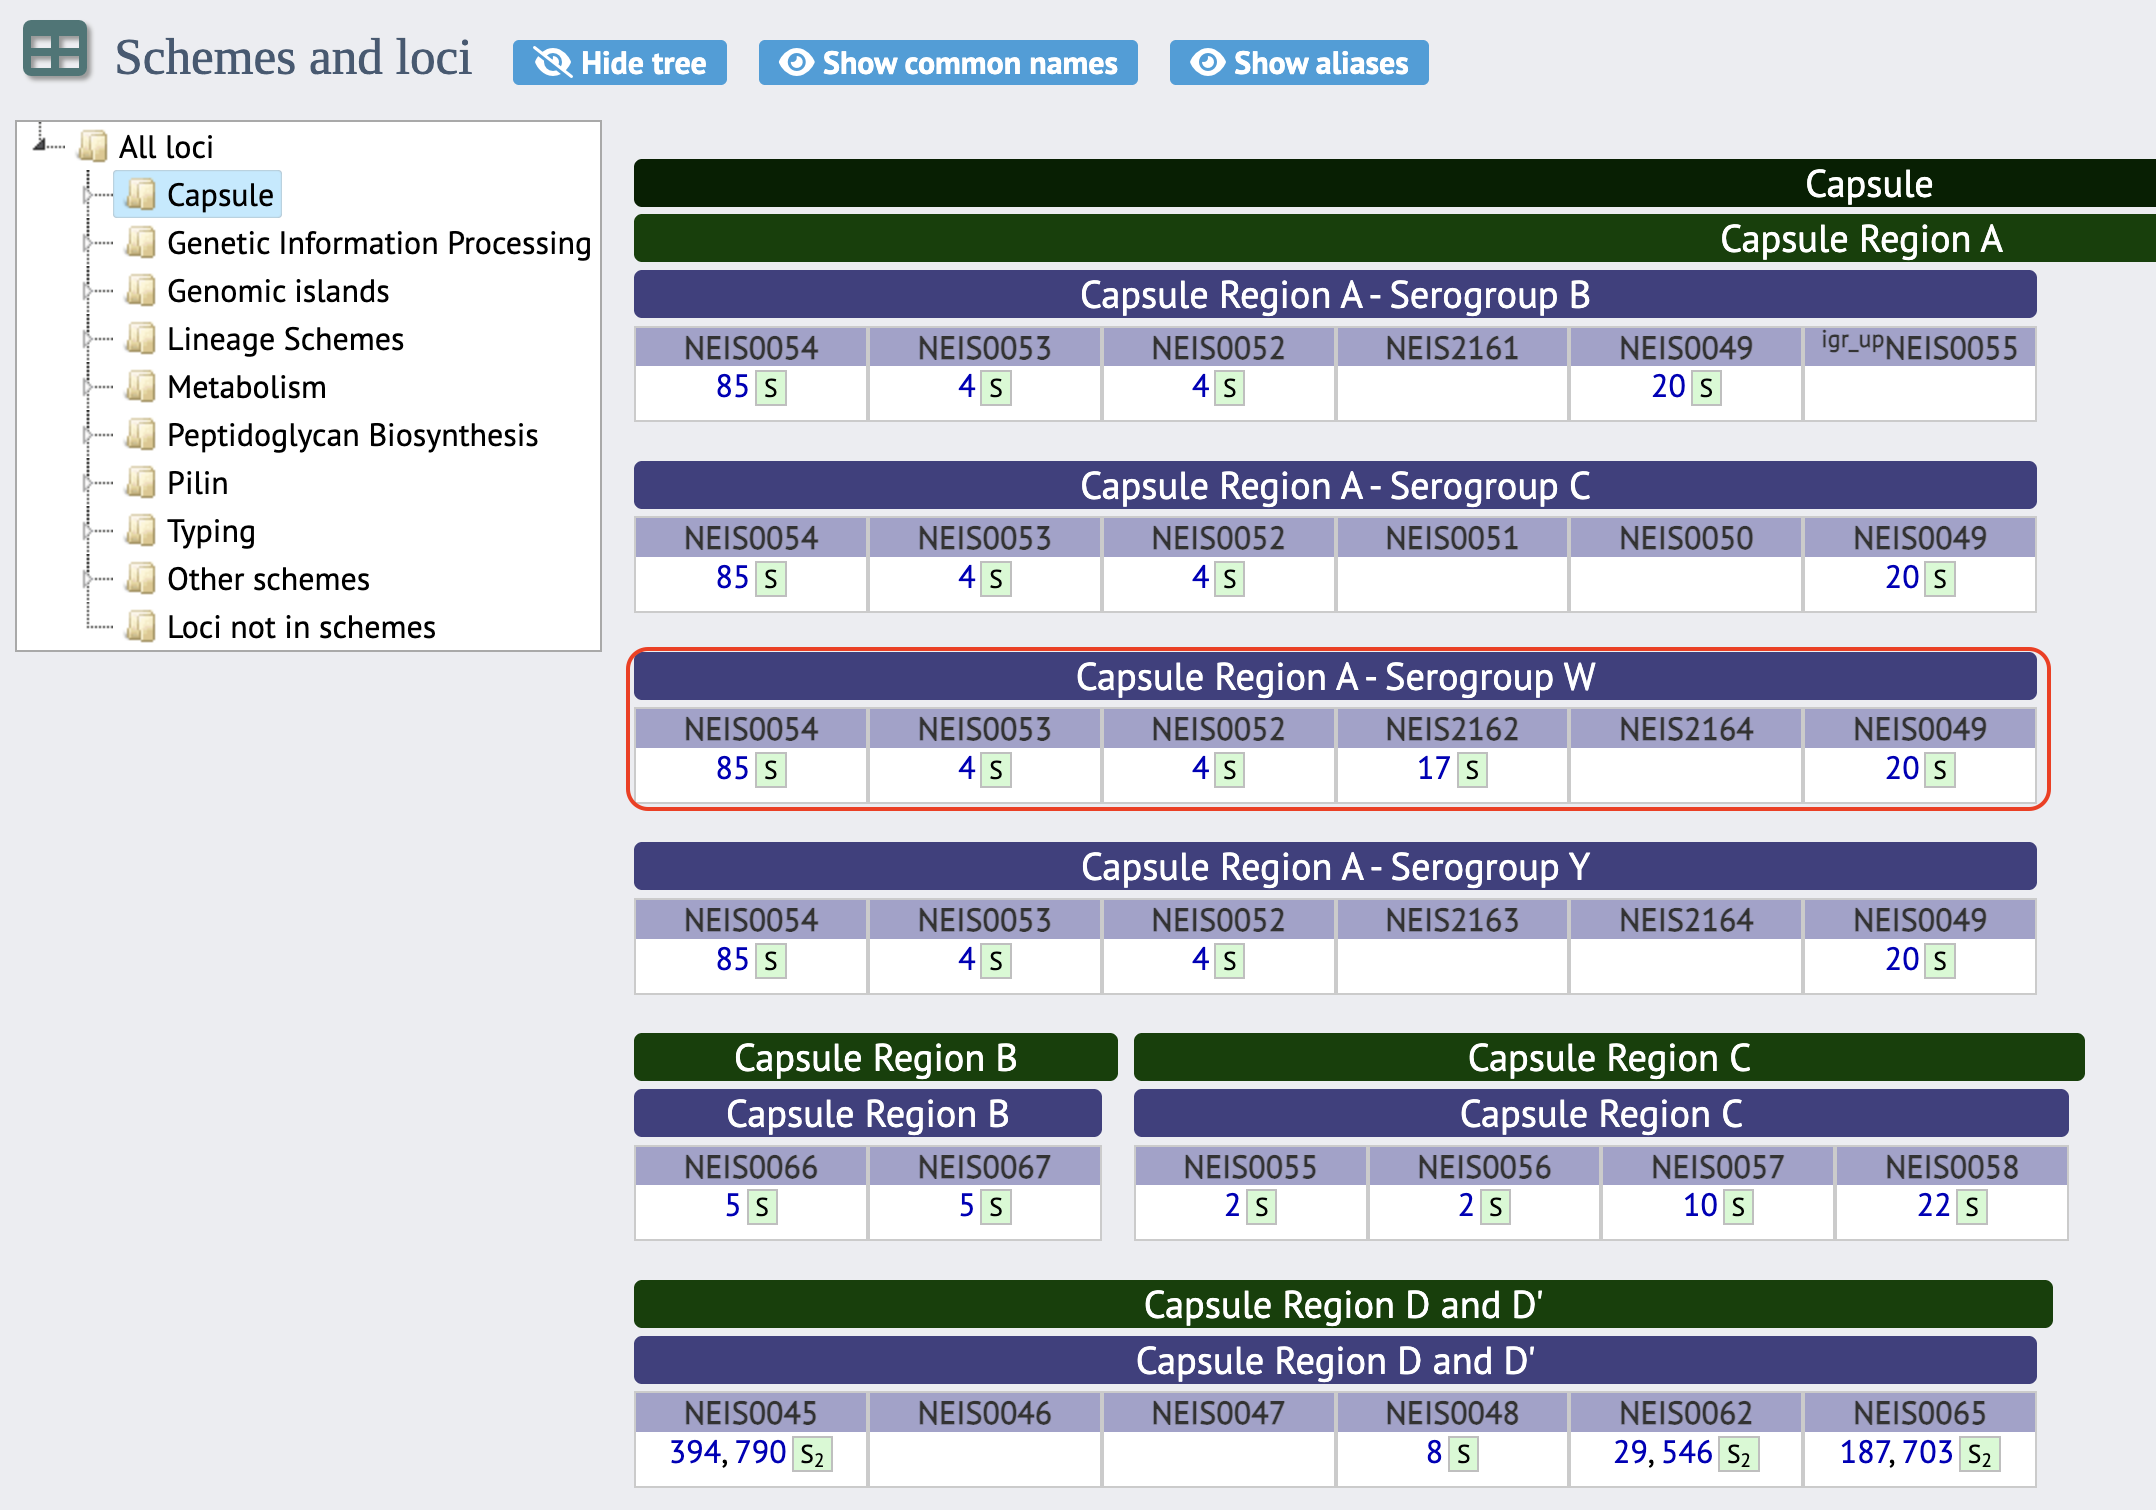 Schemes and loci Hide tree Show common names Show aliases
All loci
Capsule
Genetic Information Processing
Genomic islands
Lineage Schemes
Metabolism
Peptidoglycan Biosynthesis
Pilin
Typing
Other schemes
Loci not in schemes
Capsule
Capsule Region A
Capsule Region A - Serogroup B
NEIS0054 NEIS0053 NEIS0052 NEIS2161 NEIS0049 igr_upNEIS0055
85 S 4 S 4 S 20 S
Capsule Region A - Serogroup C
NEIS0054 NEIS0053 NEIS0052 NEIS0051 NEIS0050 NEIS0049
85 S 4 S 4 S 20 S
Capsule Region A - Serogroup W
NEIS0054 NEIS0053 NEIS0052 NEIS2162 NEIS2164 NEIS0049
85 S 4 S 4 S 17 S 20 S
Capsule Region A - Serogroup Y
NEIS0054 NEIS0053 NEIS0052 NEIS2163 NEIS2164 NEIS0049
85 S 4 S 4 S 20 S
Capsule Region B Capsule Region C
Capsule Region B Capsule Region C
NEIS0066 NEIS0067 NEIS0055 NEIS0056 NEIS0057 NEIS0058
5 S 5 S 2 S 2 S 10 S 22 S
Capsule Region D and D'
Capsule Region D and D'
NEIS0045 NEIS0046 NEIS0047 NEIS0048 NEIS0062 NEIS0065
394, 790 S2 8 S 29, 546 S2 187, 703 S2